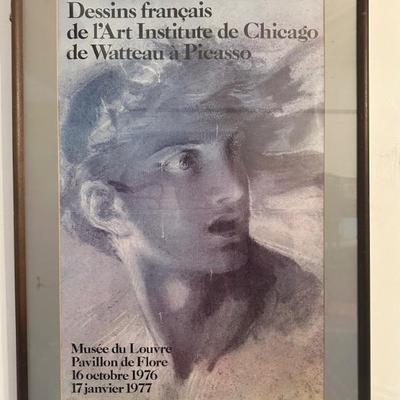 Dessins français
de l'Art Institute de Chicago
de Watteau à Picasso
Musée du Louvre
Pavillon de Flore
16 octobre 1976
17 janvier 1977